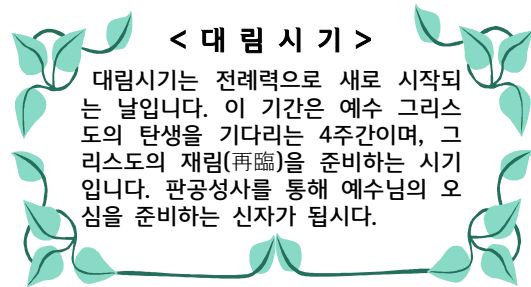 < 대 림 시 기 >
대림시기는 전례력으로 새로 시작되
는 날입니다. 이 기간은 예수 그리스
도의 탄생을 기다리는 4주간이며, 그
리스도의 재림(再臨)을 준비하는 시기
입니다. 판공성사를 통해 예수님의 오
심을 준비하는 신자가 됩시다.